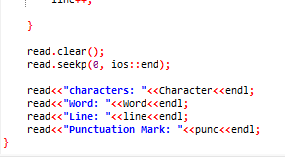 line++;
}
read.clear();
read.seekp(0, ios::end);
read<<"characters: "<<Character<<endl;
read<<"Word: "<<Word<<endl;
read<<"Line: "<<line<<endl;
read<<"Punctuation Mark: "<<punc<<endl;
}